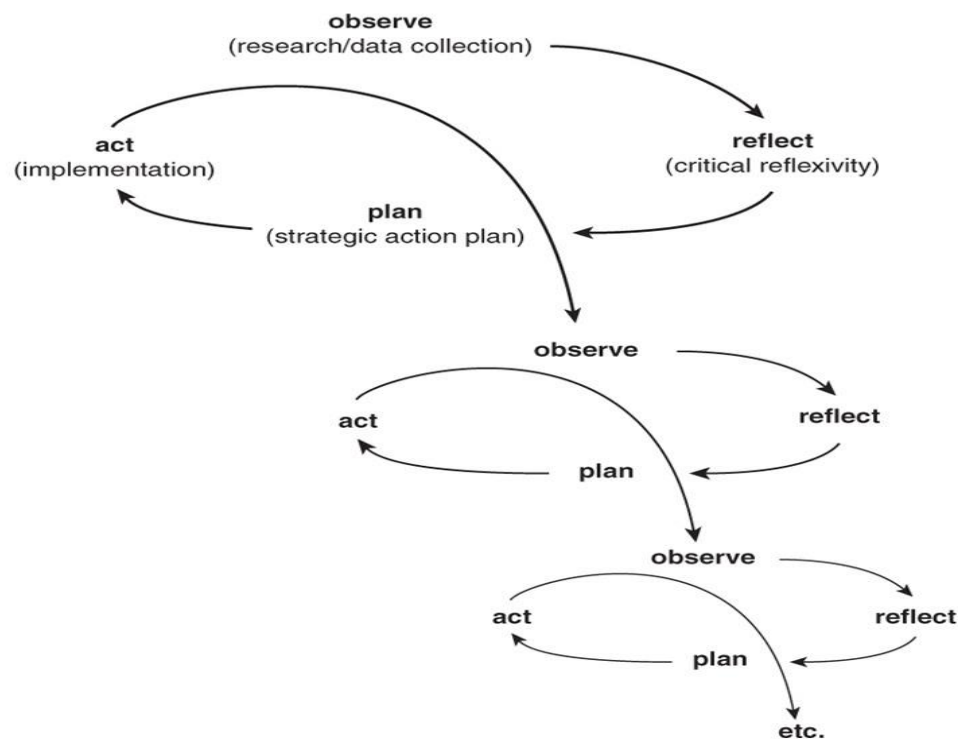 observe
(research/data collection)
reflect
(critical reflexivity)
act
(implementation)
plan
(strategic action plan)
observe
reflect
act
plan
observe
reflect
act
plan
etc.